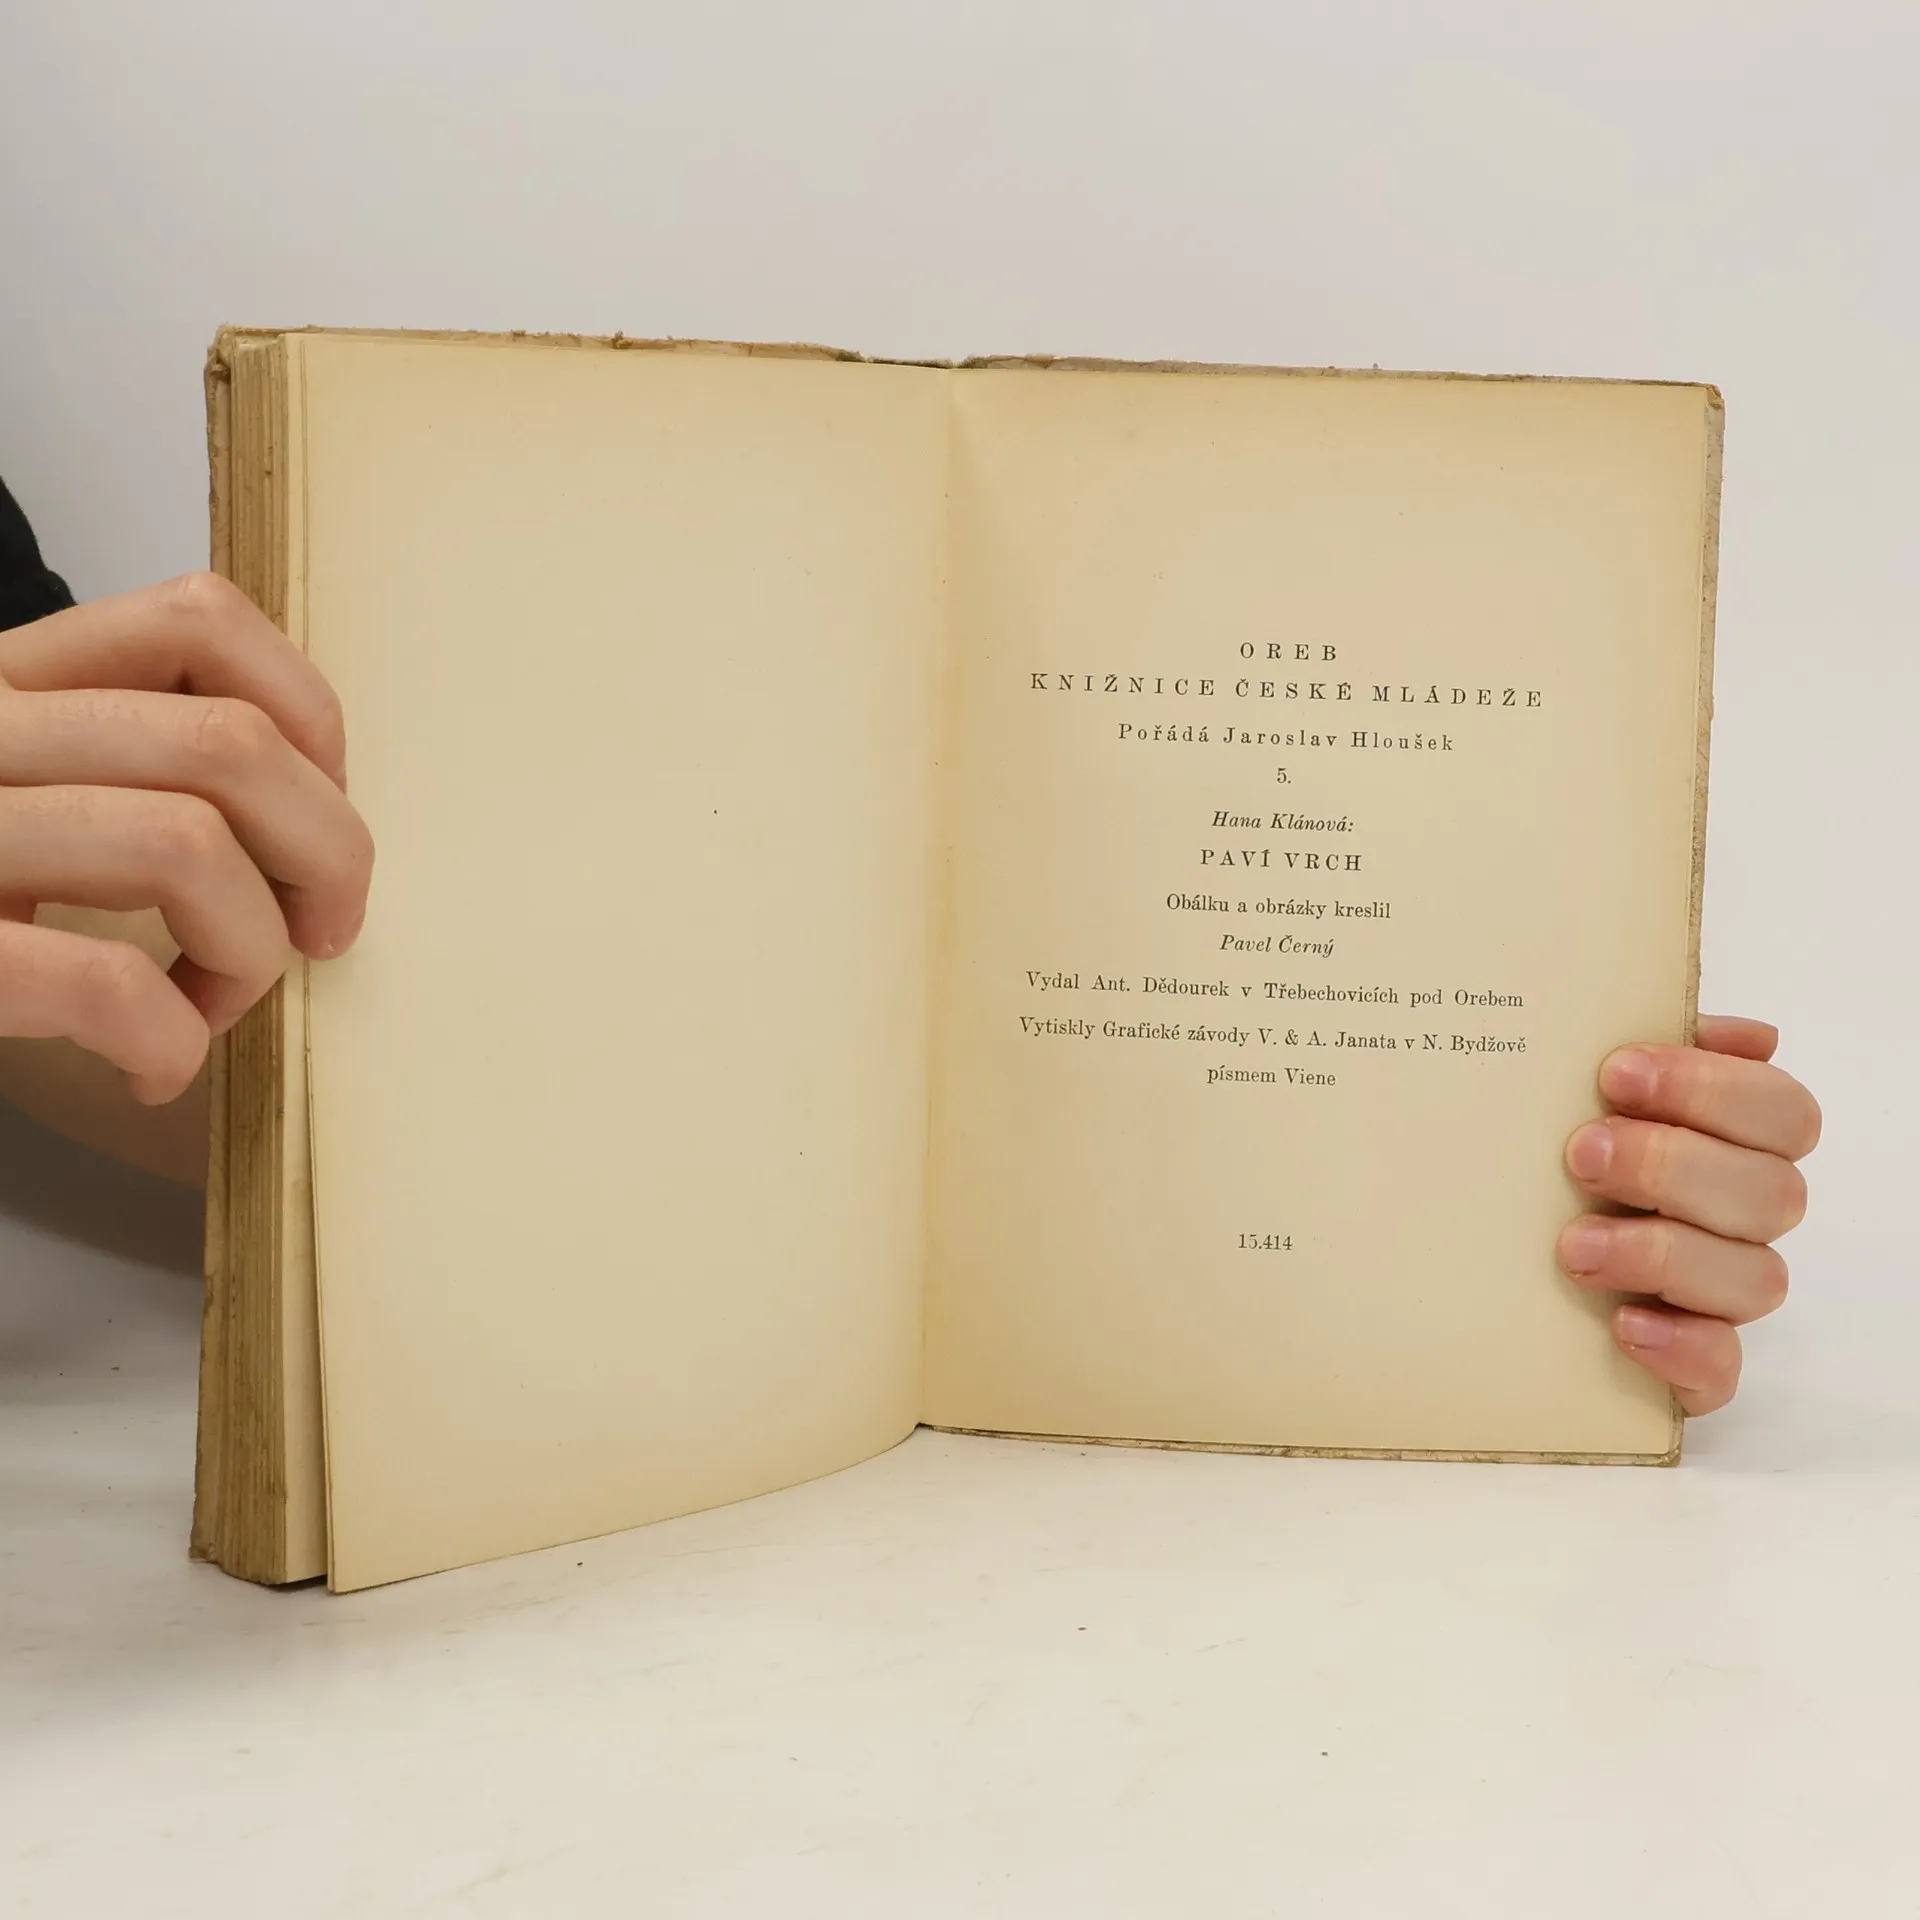 OREB
KNIŽNICE ČESKÉ MLÁDEŽE
Pořádá Jaroslav Hloušek
5.
Hana Klánová:
PAVÍ VRCH
Obálku a obrázky kreslil
Pavel Černý
Vydal Ant. Dědourek v Třebechovicích pod Orebem
Vytiskly Grafické závody V. & A. Janata v N. Bydžově
písmem Viene
15.414